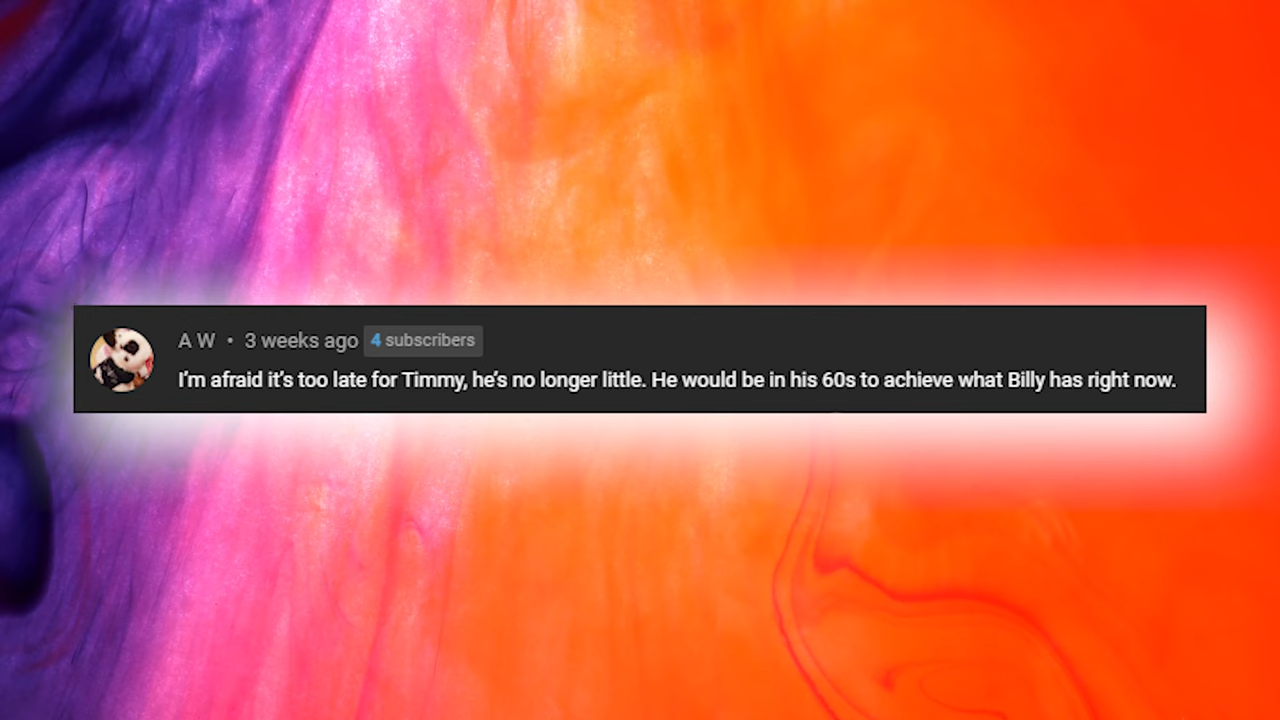 A W • 3 weeks ago 4 subscribers
I'm afraid it's too late for Timmy, he's no longer little. He would be in his 60s to achieve what Billy has right now.